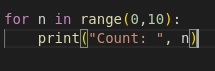 for n in range(0,10):
    print("Count: ", n)